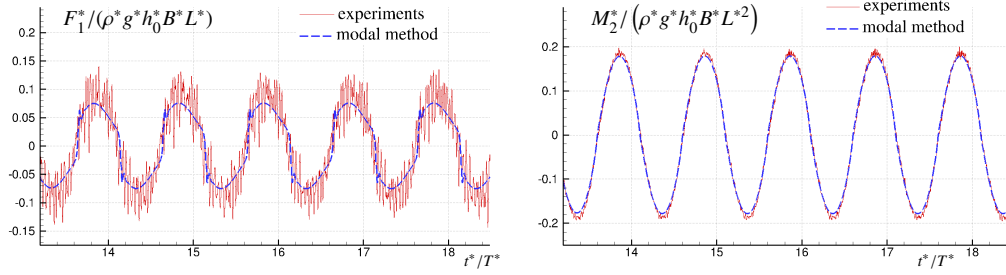 F₁*/(ρ*g*h₀*B*L*)
experiments
modal method
0.2
0.15
0.1
0.05
0
-0.05
-0.1
-0.15
14
15
16
17
18
t*/T*
M₂*/(ρ*g*h₀*B*L*²)
experiments
modal method
0.2
0.1
0
-0.1
-0.2
14
15
16
17
18
t*/T*